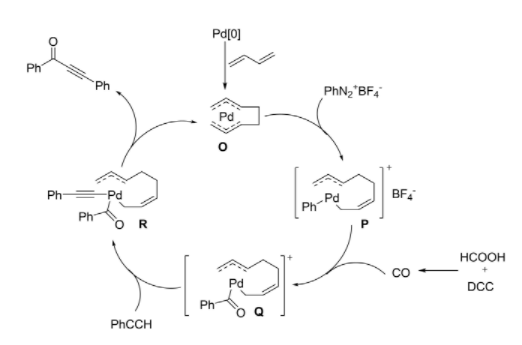 Pd[0]
O
Ph
Ph
PhN₂⁺BF₄⁻
Pd
O
Ph
Pd
Ph
O
R
Ph
Pd
P
+
BF₄⁻
HCOOH
+
DCC
CO
Pd
Ph
O
Q
+
PhCCH